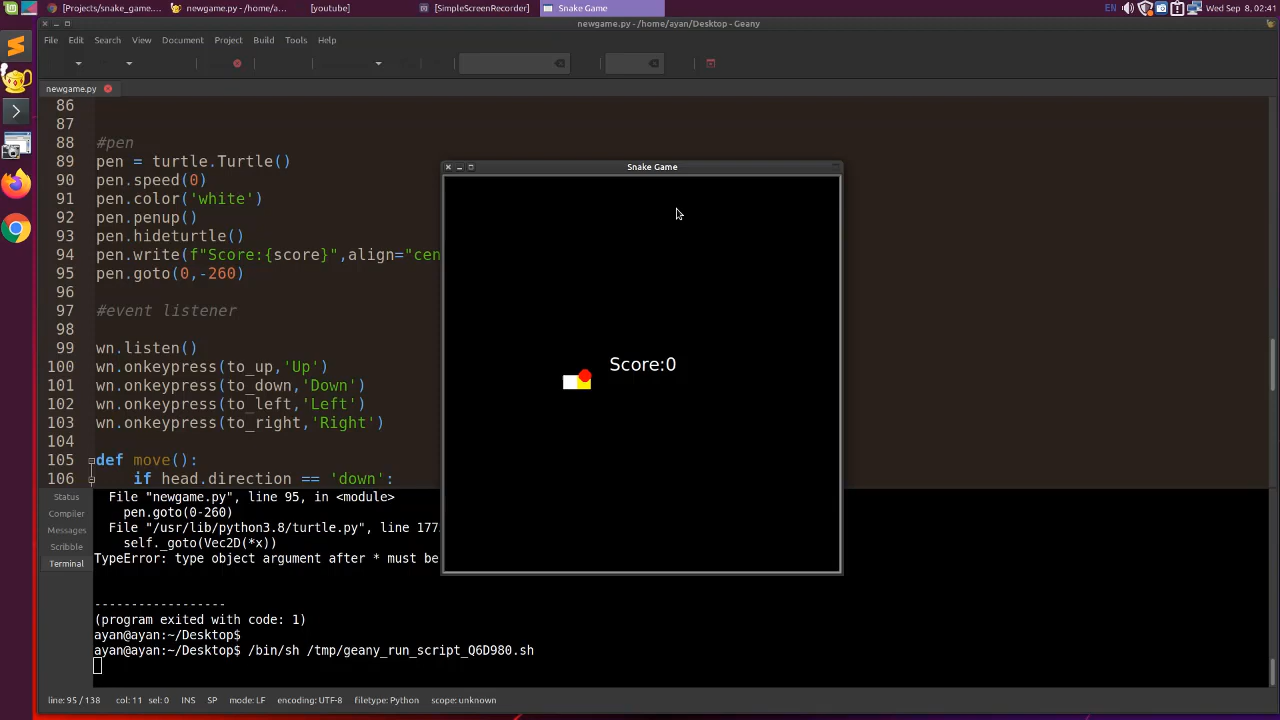 [Projects/snake_game....
newgame.py - /home/a...
[youtube]
[SimpleScreenRecorder]
Snake Game
EN
Wed Sep 8, 02:41
newgame.py - /home/ayan/Desktop - Geany
File Edit Search View Document Project Build Tools Help
newgame.py
86
87
88 #pen
89 pen = turtle.Turtle()
90 pen.speed(0)
91 pen.color('white')
92 pen.penup()
93 pen.hideturtle()
94 pen.write(f"Score:{score}",align="cen
95 pen.goto(0,-260)
96
97 #event listener
98
99 wn.listen()
100 wn.onkeypress(to_up,'Up')
101 wn.onkeypress(to_down,'Down')
102 wn.onkeypress(to_left,'Left')
103 wn.onkeypress(to_right,'Right')
104
105 def move():
106 if head.direction == 'down':
Snake Game
Score:0
Status
Compiler
Messages
Scribble
Terminal
File "newgame.py", line 95, in <module>
pen.goto(0-260)
File "/usr/lib/python3.8/turtle.py", line 177
self._goto(Vec2D(*x))
TypeError: type object argument after * must be
------------------
(program exited with code: 1)
ayan@ayan:~/Desktop$
ayan@ayan:~/Desktop$ /bin/sh /tmp/geany_run_script_Q6D980.sh
line: 95 / 138 col: 11 sel: 0 INS SP mode: LF encoding: UTF-8 filetype: Python scope: unknown